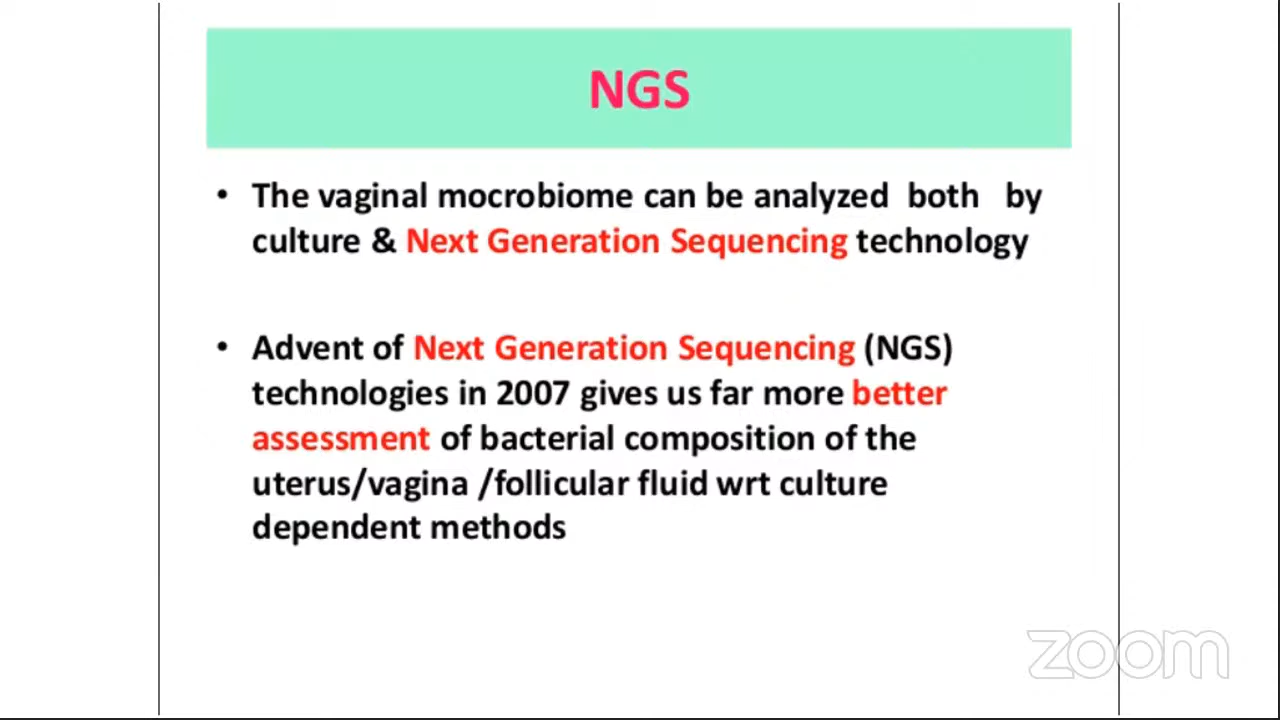 NGS
• The vaginal mocrobiome can be analyzed both by
culture & Next Generation Sequencing technology
• Advent of Next Generation Sequencing (NGS)
technologies in 2007 gives us far more better
assessment of bacterial composition of the
uterus/vagina /follicular fluid wrt culture
dependent methods
zoom